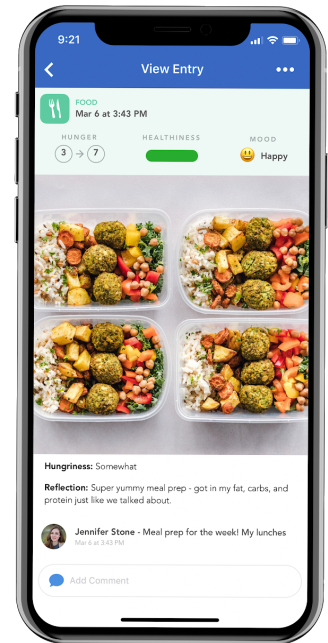 9:21
View Entry
FOOD
Mar 6 at 3:43 PM
HUNGER
HEALTHINESS
MOOD
3 → 7
Happy
Hungriness: Somewhat
Reflection: Super yummy meal prep - got in my fat, carbs, and
protein just like we talked about.
Jennifer Stone - Meal prep for the week! My lunches
Mar 6 at 3:43 PM
Add Comment